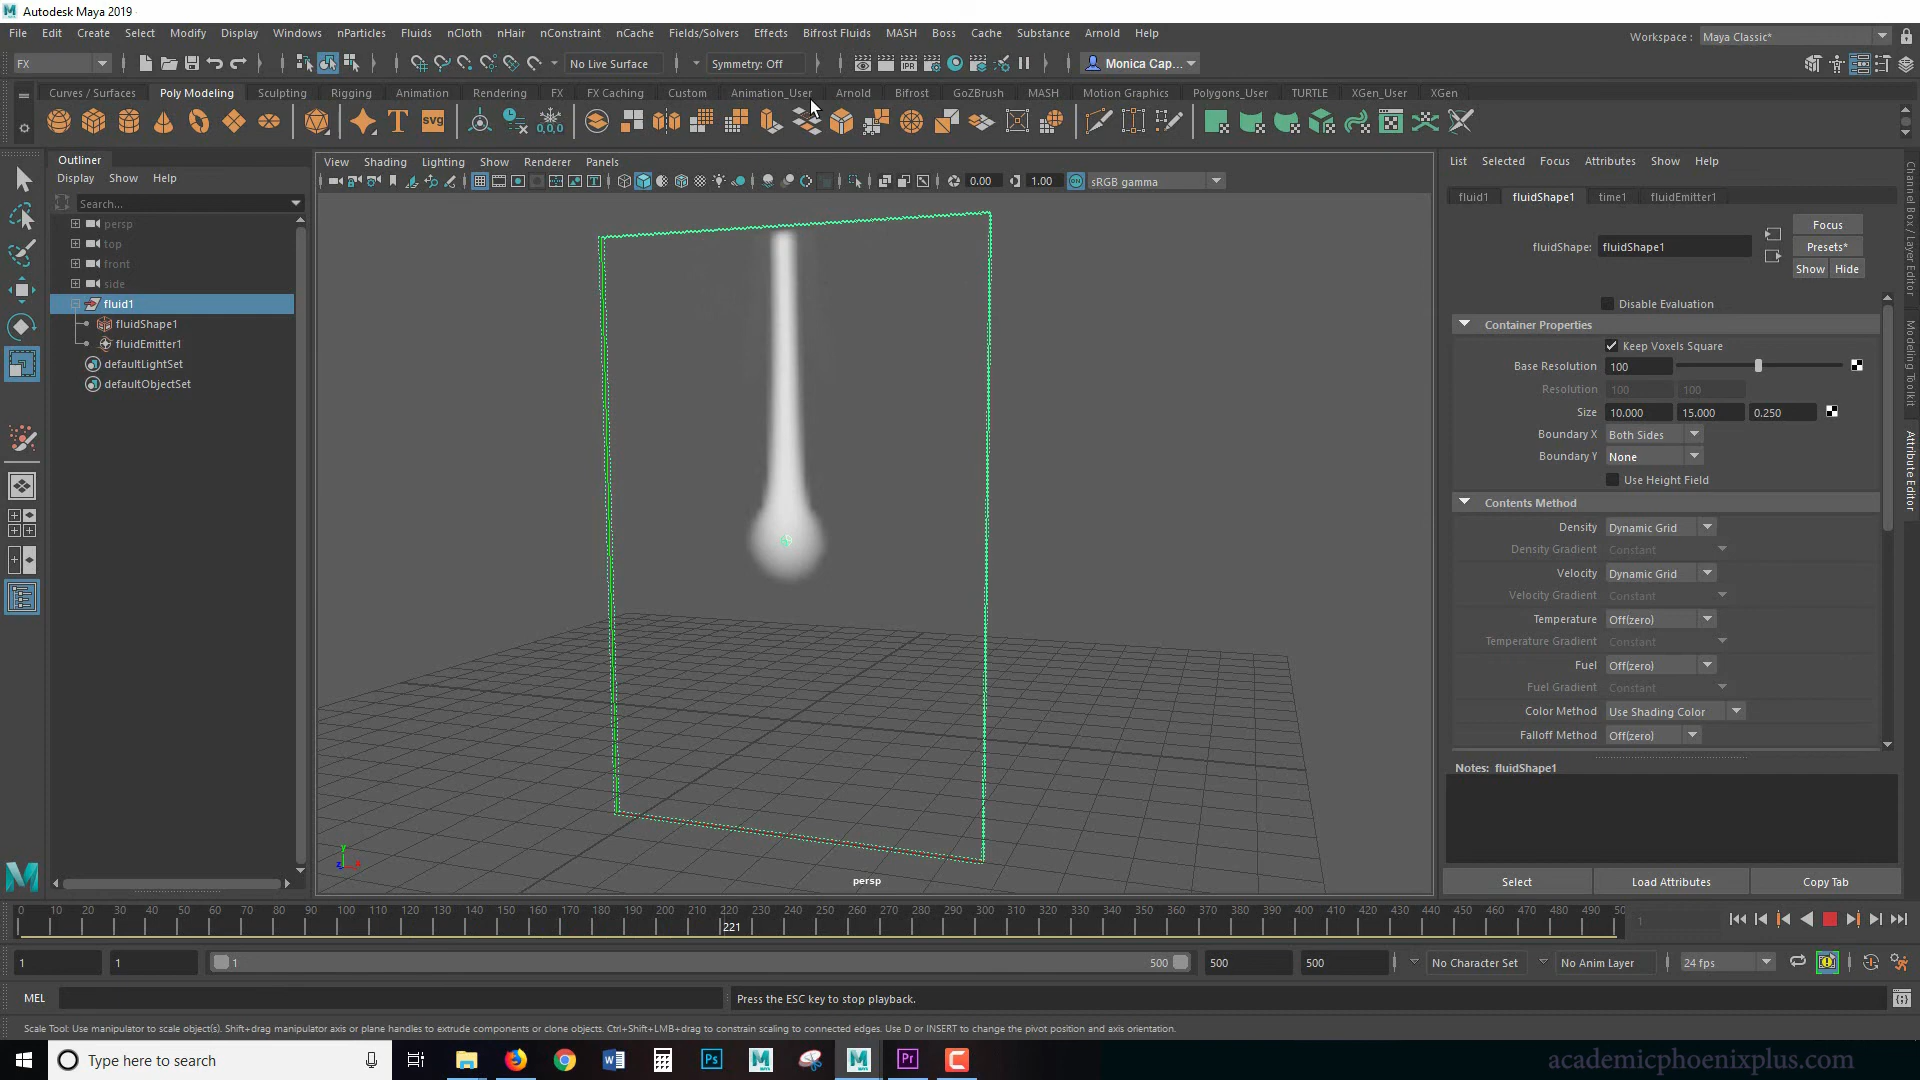 Autodesk Maya 2019
File Edit Create Select Modify Display Windows nParticles Fluids nCloth nHair nConstraint nCache Fields/Solvers Effects Bifrost Fluids MASH Boss Cache Substance Arnold Help
Workspace : Maya Classic*
FX No Live Surface Symmetry: Off Monica Cap...
Curves / Surfaces Poly Modeling Sculpting Rigging Animation Rendering FX FX Caching Custom Animation_User Arnold Bifrost GoZBrush MASH Motion Graphics Polygons_User TURTLE XGen_User XGen
T svg 0,0,0
Outliner
Display Show Help
Search...
persp
top
front
side
fluid1
fluidShape1
fluidEmitter1
defaultLightSet
defaultObjectSet
View Shading Lighting Show Renderer Panels
0.00 1.00 sRGB gamma
persp
List Selected Focus Attributes Show Help
fluid1 fluidShape1 time1 fluidEmitter1
Focus
fluidShape: fluidShape1 Presets*
Show Hide
Disable Evaluation
Container Properties
Keep Voxels Square
Base Resolution 100
Resolution 100 100
Size 10.000 15.000 0.250
Boundary X Both Sides
Boundary Y None
Use Height Field
Contents Method
Density Dynamic Grid
Density Gradient Constant
Velocity Dynamic Grid
Velocity Gradient Constant
Temperature Off(zero)
Temperature Gradient Constant
Fuel Off(zero)
Fuel Gradient Constant
Color Method Use Shading Color
Falloff Method Off(zero)
Notes: fluidShape1
Select Load Attributes Copy Tab
Channel Box / Layer Editor
Modeling Toolkit
Attribute Editor
0 10 20 30 40 50 60 70 80 90 100 110 120 130 140 150 160 170 180 190 200 210 220 230 240 250 260 270 280 290 300 310 320 330 340 350 360 370 380 390 400 410 420 430 440 450 460 470 480 490 50
221
1
1 1 1 500 500 500 No Character Set No Anim Layer 24 fps
MEL Press the ESC key to stop playback.
Scale Tool: Use manipulator to scale object(s). Shift+drag manipulator axis or plane handles to extrude components or clone objects. Ctrl+Shift+LMB+drag to constrain scaling to connected edges. Use D or INSERT to change the pivot position and axis orientation.
Type here to search
academicphoenixplus.com